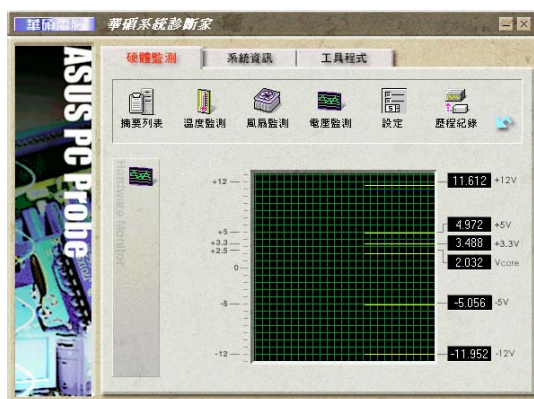 華碩電腦 華碩系統診斷家
ASUS PC Probe
硬體監測 系統資訊 工具程式
摘要列表 溫度監測 風扇監測 電壓監測 設定 歷程紀錄
Hardware Monitor
+12
+5
+3.3
+2.5
0
-5
-12
11.612 +12V
4.972 +5V
3.488 +3.3V
2.032 Vcore
-5.056 -5V
-11.952 -12V